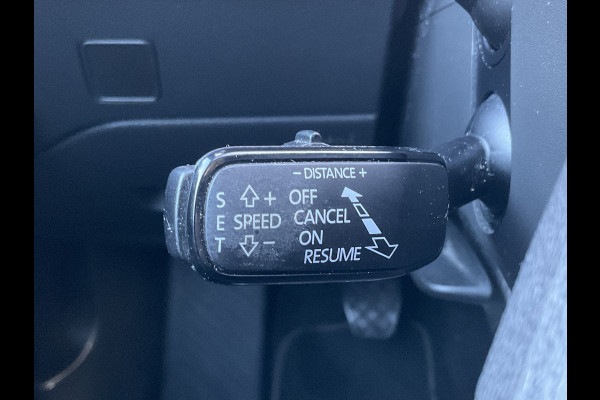 − DISTANCE +
S + OFF
E SPEED CANCEL
T − ON
RESUME